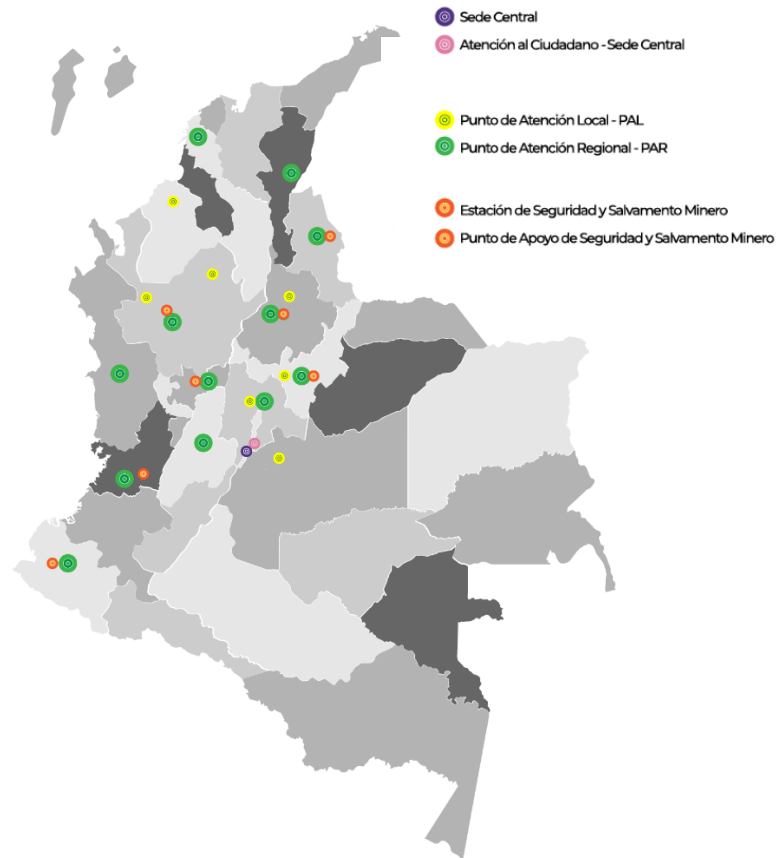 Sede Central
Atención al Ciudadano - Sede Central
Punto de Atención Local - PAL
Punto de Atención Regional - PAR
Estación de Seguridad y Salvamento Minero
Punto de Apoyo de Seguridad y Salvamento Minero